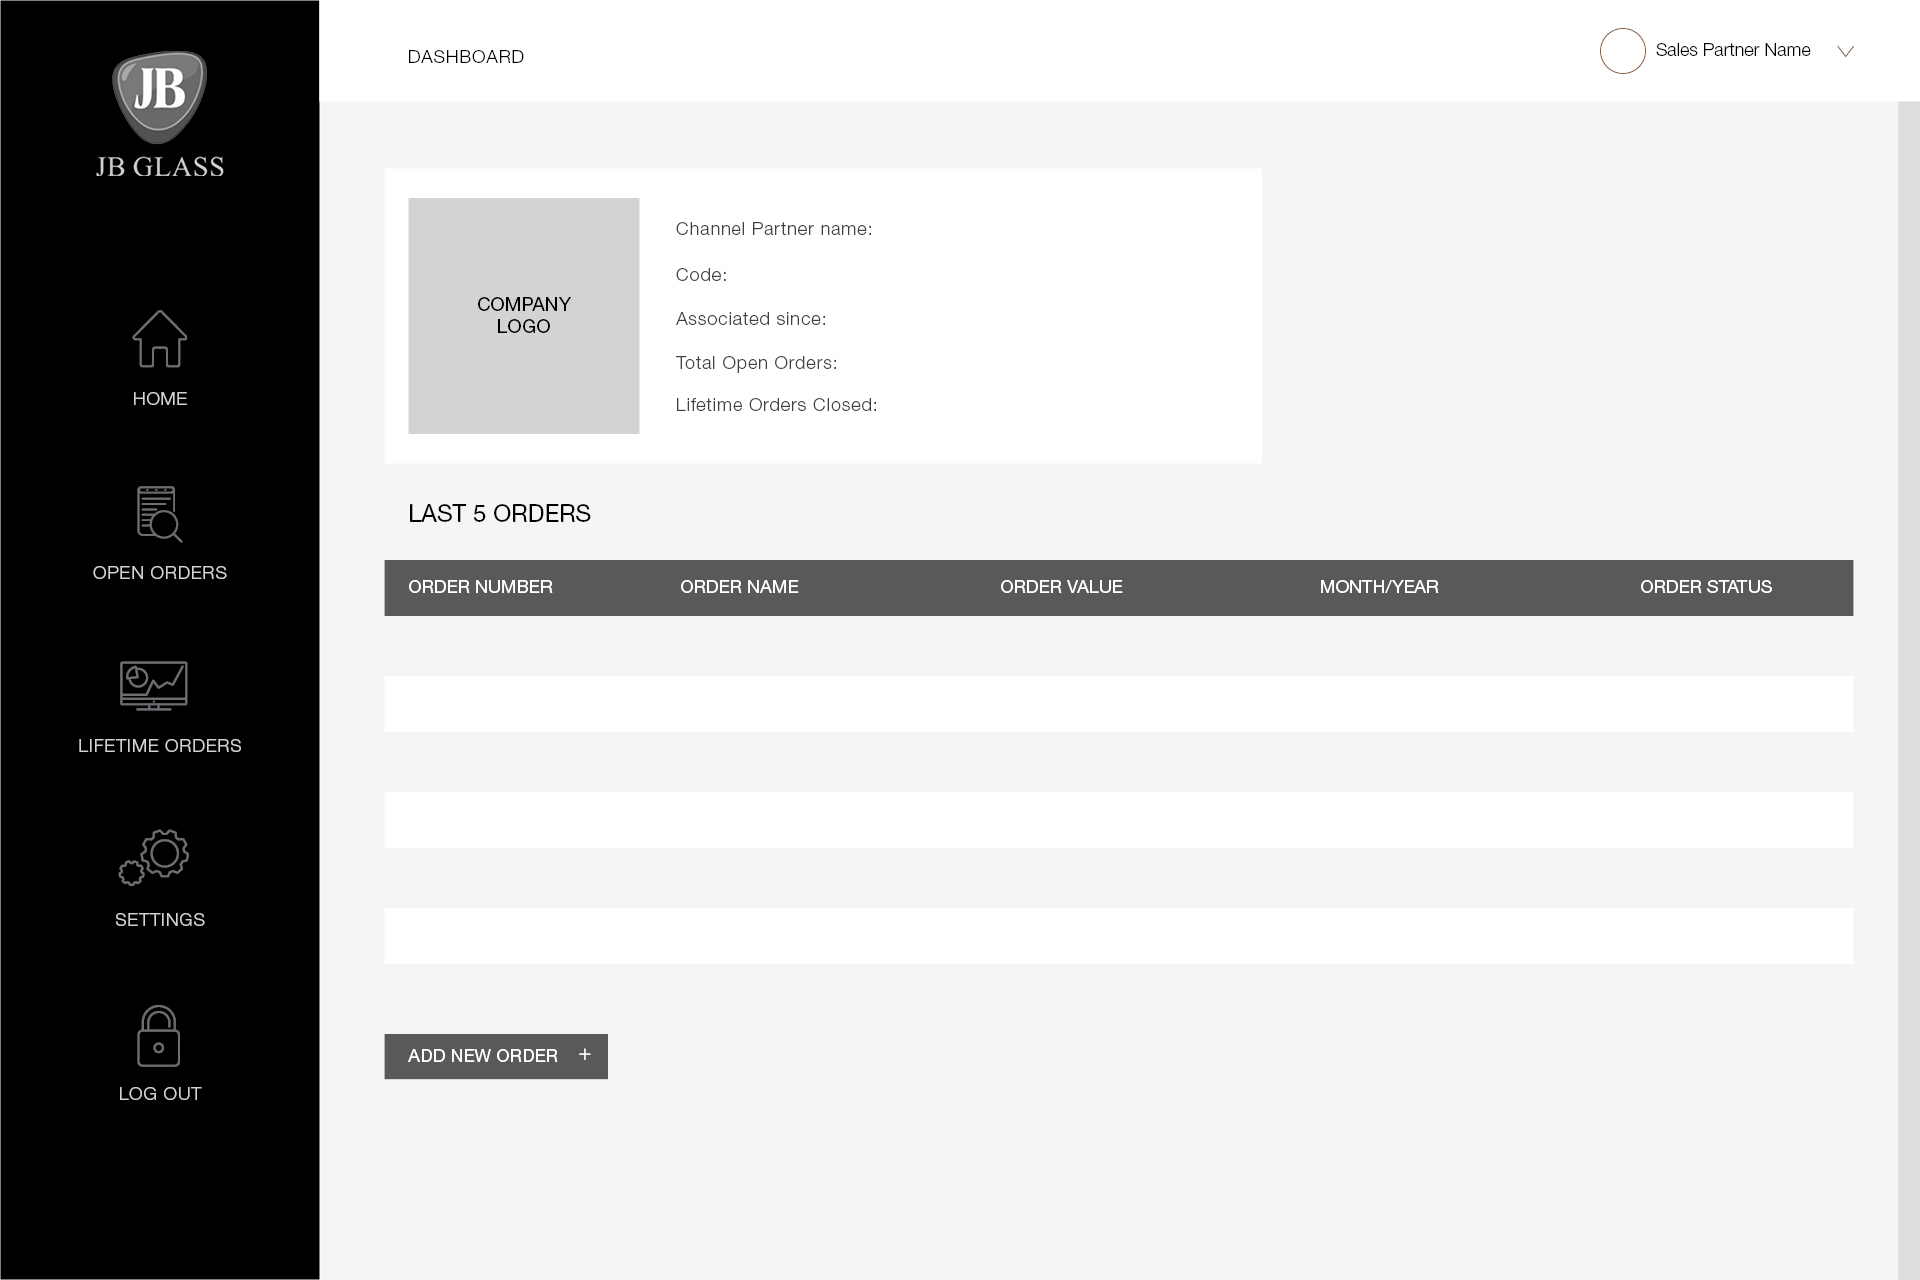 JB
JB GLASS
HOME
OPEN ORDERS
LIFETIME ORDERS
SETTINGS
LOG OUT
DASHBOARD
Sales Partner Name
COMPANY
LOGO
Channel Partner name:
Code:
Associated since:
Total Open Orders:
Lifetime Orders Closed:
LAST 5 ORDERS
ORDER NUMBER ORDER NAME ORDER VALUE MONTH/YEAR ORDER STATUS
ADD NEW ORDER +